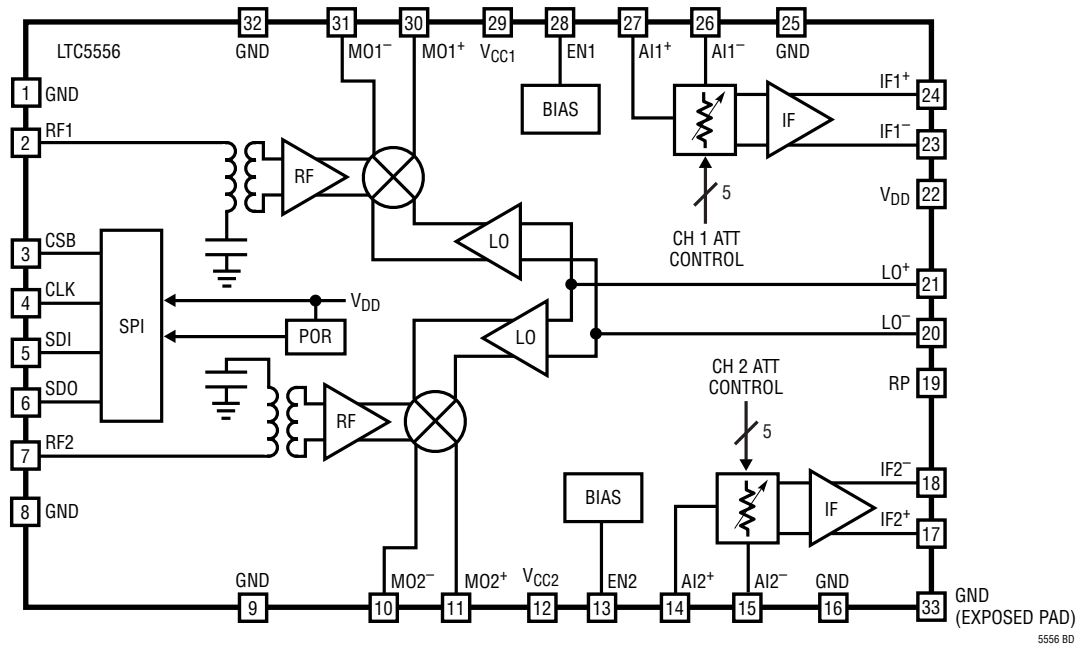 32
31
30
29
28
27
26
25
LTC5556
GND
MO1⁻
MO1⁺
VCC1
EN1
AI1⁺
AI1⁻
GND
1
GND
BIAS
IF
IF1⁺
24
2
RF1
IF1⁻
23
RF
5
VDD
22
CH 1 ATT
CONTROL
3
CSB
LO
LO⁺
21
4
CLK
SPI
VDD
LO⁻
20
5
SDI
POR
LO
CH 2 ATT
CONTROL
RP
19
6
SDO
RF
5
7
RF2
IF2⁻
18
8
GND
BIAS
IF
IF2⁺
17
GND
MO2⁻
MO2⁺
VCC2
EN2
AI2⁺
AI2⁻
GND
9
10
11
12
13
14
15
16
33
GND
(EXPOSED PAD)
5556 BD